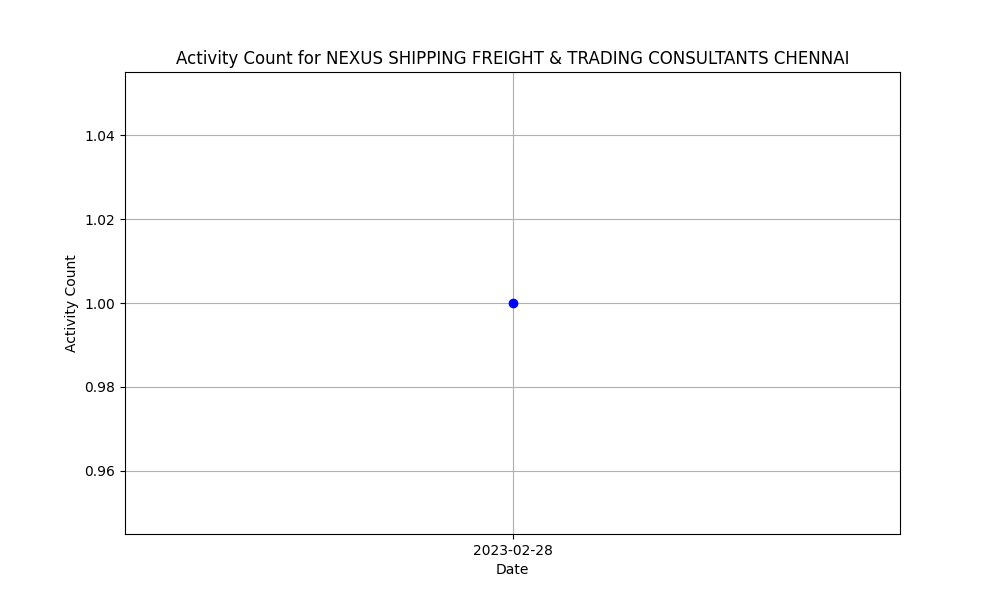 Activity Count for NEXUS SHIPPING FREIGHT & TRADING CONSULTANTS CHENNAI
1.04
1.02
1.00
0.98
0.96
Activity Count
2023-02-28
Date